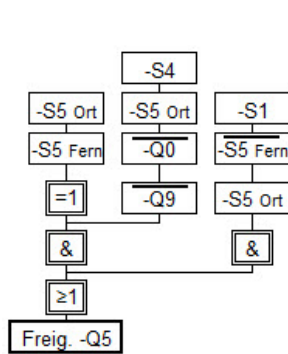 -S4
-S5 Ort
-S5 Ort
-S1
-S5 Fern
-Q0
-S5 Fern
=1
-Q9
-S5 Ort
&
&
≥1
Freig. -Q5